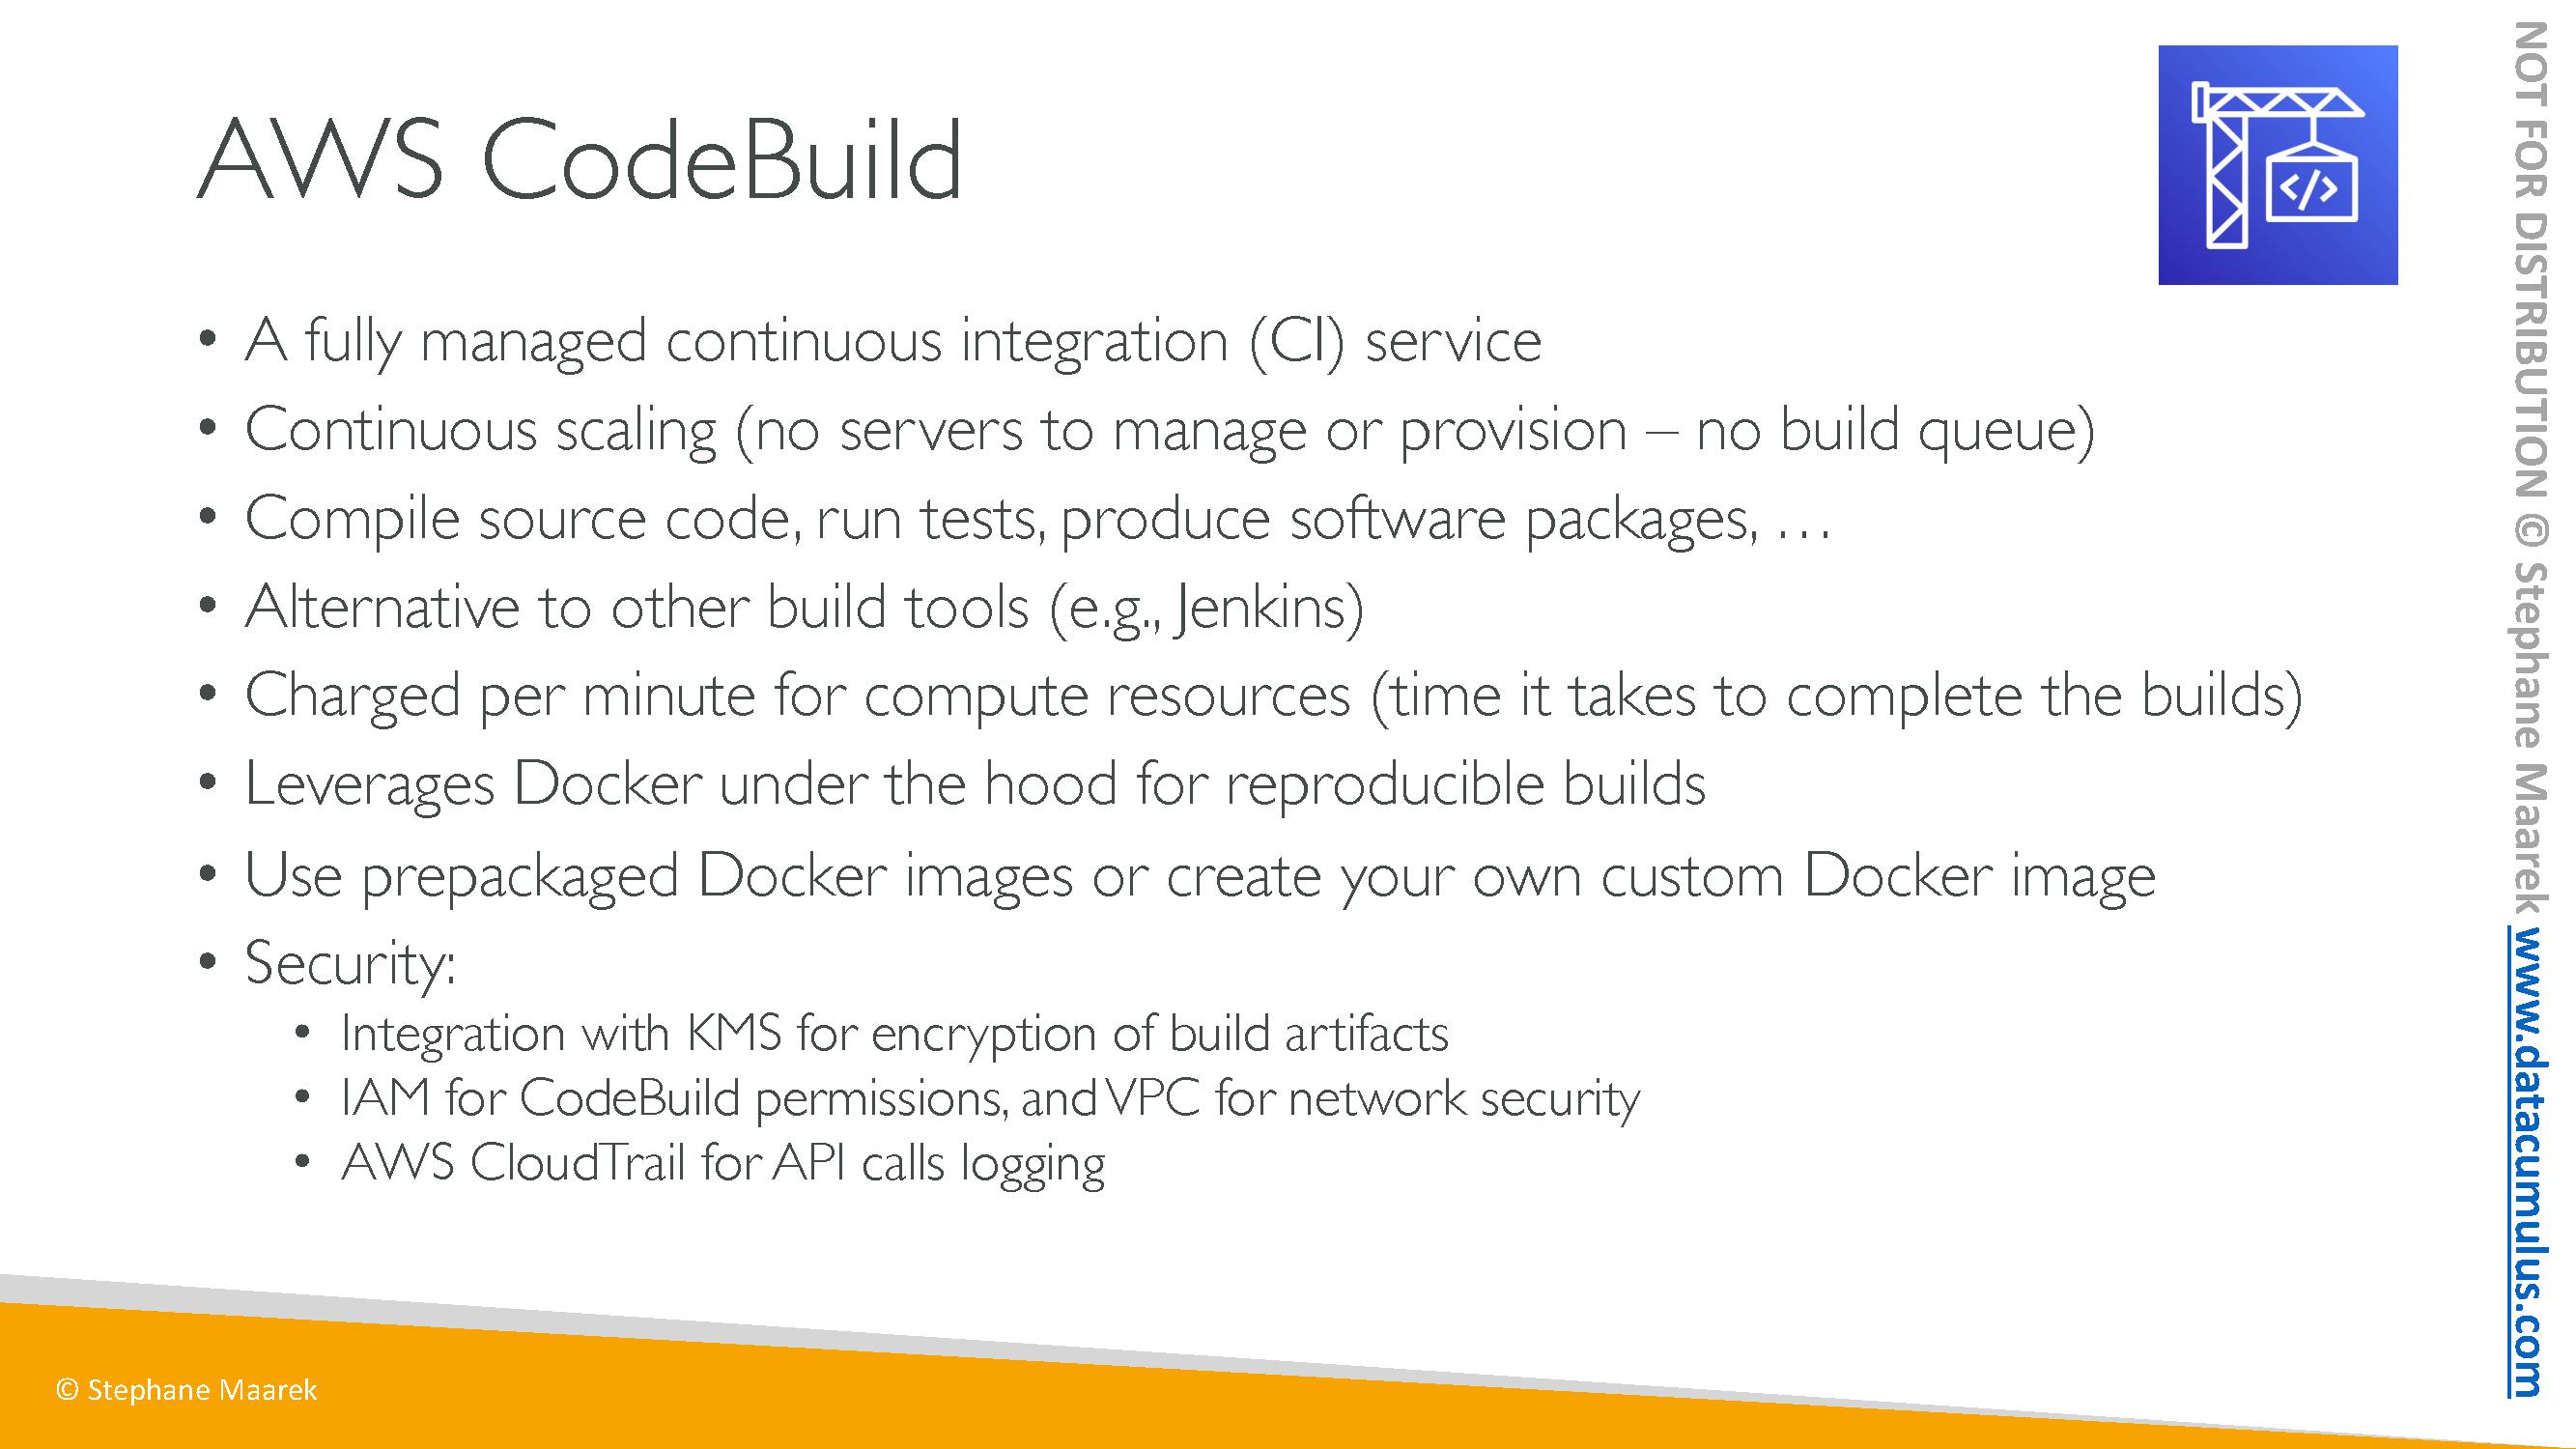 AWS CodeBuild
• A fully managed continuous integration (CI) service
• Continuous scaling (no servers to manage or provision – no build queue)
• Compile source code, run tests, produce software packages, …
• Alternative to other build tools (e.g., Jenkins)
• Charged per minute for compute resources (time it takes to complete the builds)
• Leverages Docker under the hood for reproducible builds
• Use prepackaged Docker images or create your own custom Docker image
• Security:
• Integration with KMS for encryption of build artifacts
• IAM for CodeBuild permissions, and VPC for network security
• AWS CloudTrail for API calls logging
© Stephane Maarek
NOT FOR DISTRIBUTION © Stephane Maarek www.datacumulus.com